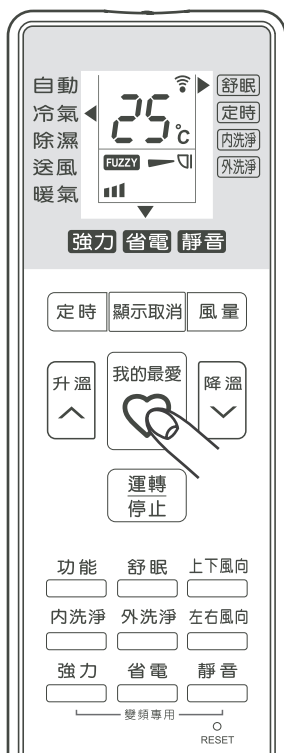 自動 舒眠
冷氣 25°c 定時
除濕 內洗淨
送風 FUZZY 外洗淨
暖氣
強力 省電 靜音
定時 顯示取消 風量
升溫 我的最愛 降溫
運轉
停止
功能 舒眠 上下風向
內洗淨 外洗淨 左右風向
強力 省電 靜音
變頻專用
RESET